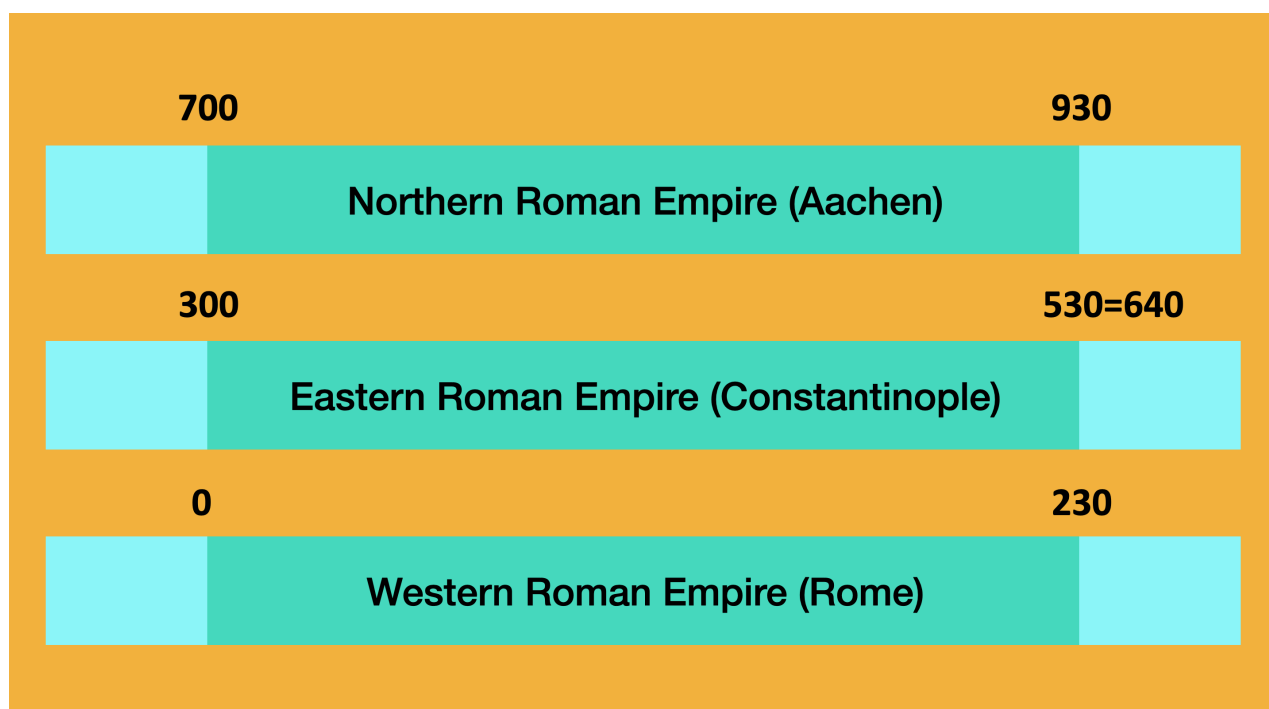 700 930
Northern Roman Empire (Aachen)
300 530=640
Eastern Roman Empire (Constantinople)
0 230
Western Roman Empire (Rome)